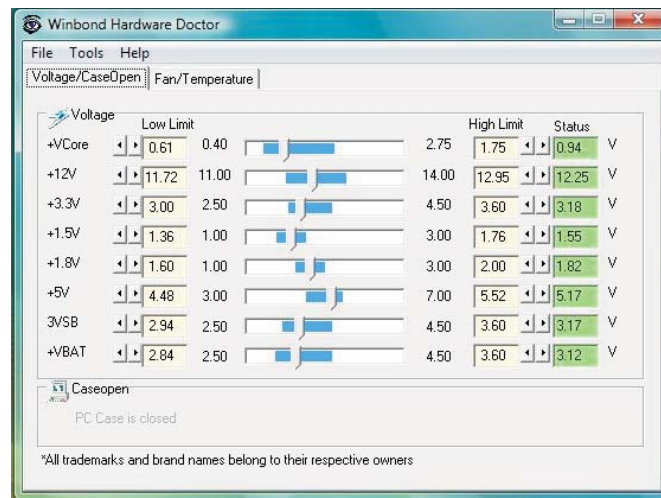 Winbond Hardware Doctor
File Tools Help
Voltage/CaseOpen Fan/Temperature
Voltage
Low Limit High Limit Status
+VCore 0.61 0.40 2.75 1.75 0.94 V
+12V 11.72 11.00 14.00 12.95 12.25 V
+3.3V 3.00 2.50 4.50 3.60 3.18 V
+1.5V 1.36 1.00 3.00 1.76 1.55 V
+1.8V 1.60 1.00 3.00 2.00 1.82 V
+5V 4.48 3.00 7.00 5.52 5.17 V
3VSB 2.94 2.50 4.50 3.60 3.17 V
+VBAT 2.84 2.50 4.50 3.60 3.12 V
Caseopen
PC Case is closed
*All trademarks and brand names belong to their respective owners